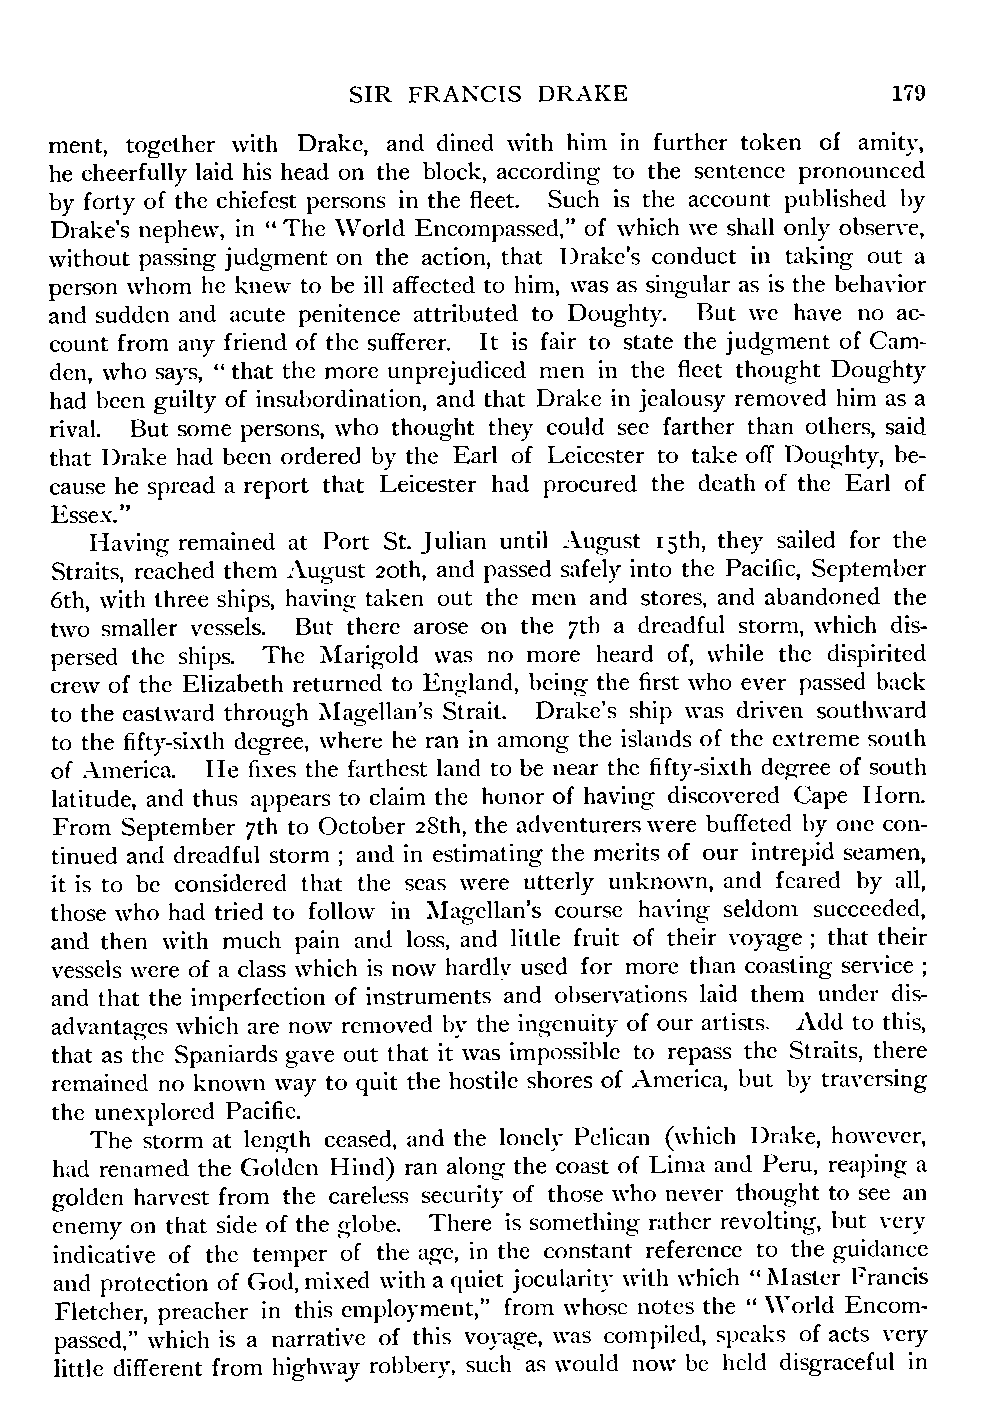 SIR FRANCIS DRAKE 179
ment, together with Drake, and dined with him in further token of amity,
he cheerfully laid his head on the block, according to the sentence pronounced
by forty of the chiefest persons in the fleet. Such is the account published by
Drake's nephew, in “ The World Encompassed,” of which we shall only observe,
without passing judgment on the action, that Drake's conduct in taking out a
person whom he knew to be ill affected to him, was as singular as is the behavior
and sudden and acute penitence attributed to Doughty. But we have no ac-
count from any friend of the sufferer. It is fair to state the judgment of Cam-
den, who says, “ that the more unprejudiced men in the fleet thought Doughty
had been guilty of insubordination, and that Drake in jealousy removed him as a
rival. But some persons, who thought they could see farther than others, said
that Drake had been ordered by the Earl of Leicester to take off Doughty, be-
cause he spread a report that Leicester had procured the death of the Earl of
Essex.”
Having remained at Port St. Julian until August 15th, they sailed for the
Straits, reached them August 20th, and passed safely into the Pacific, September
6th, with three ships, having taken out the men and stores, and abandoned the
two smaller vessels. But there arose on the 7th a dreadful storm, which dis-
persed the ships. The Marigold was no more heard of, while the dispirited
crew of the Elizabeth returned to England, being the first who ever passed back
to the eastward through Magellan's Strait. Drake's ship was driven southward
to the fifty-sixth degree, where he ran in among the islands of the extreme south
of America. He fixes the farthest land to be near the fifty-sixth degree of south
latitude, and thus appears to claim the honor of having discovered Cape Horn.
From September 7th to October 28th, the adventurers were buffeted by one con-
tinued and dreadful storm ; and in estimating the merits of our intrepid seamen,
it is to be considered that the seas were utterly unknown, and feared by all,
those who had tried to follow in Magellan's course having seldom succeeded,
and then with much pain and loss, and little fruit of their voyage ; that their
vessels were of a class which is now hardly used for more than coasting service ;
and that the imperfection of instruments and observations laid them under dis-
advantages which are now removed by the ingenuity of our artists. Add to this,
that as the Spaniards gave out that it was impossible to repass the Straits, there
remained no known way to quit the hostile shores of America, but by traversing
the unexplored Pacific.
The storm at length ceased, and the lonely Pelican (which Drake, however,
had renamed the Golden Hind) ran along the coast of Lima and Peru, reaping a
golden harvest from the careless security of those who never thought to see an
enemy on that side of the globe. There is something rather revolting, but very
indicative of the temper of the age, in the constant reference to the guidance
and protection of God, mixed with a quiet jocularity with which “ Master Francis
Fletcher, preacher in this employment,” from whose notes the “ World Encom-
passed,” which is a narrative of this voyage, was compiled, speaks of acts very
little different from highway robbery, such as would now be held disgraceful in